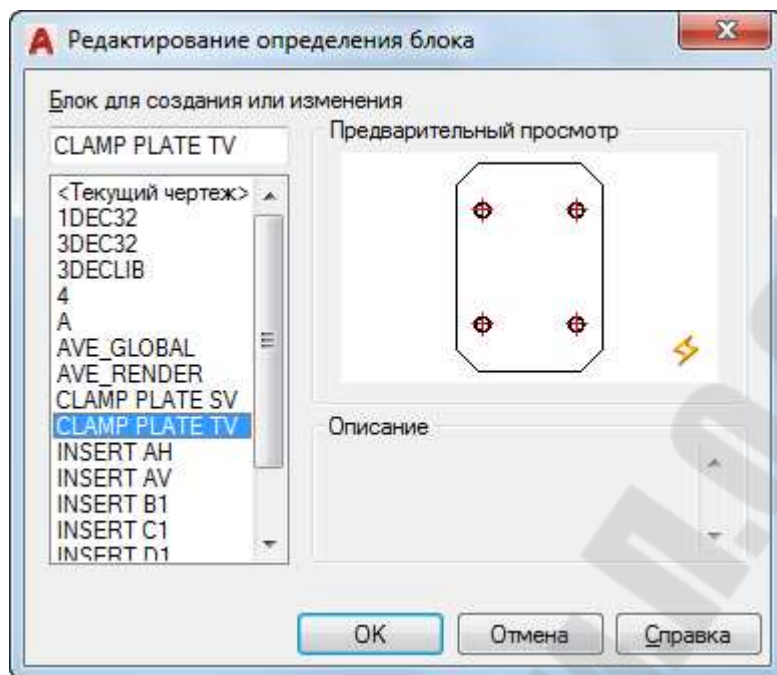 Редактирование определения блока
Блок для создания или изменения
CLAMP PLATE TV
<Текущий чертеж>
1DEC32
3DEC32
3DECLIB
4
A
AVE_GLOBAL
AVE_RENDER
CLAMP PLATE SV
CLAMP PLATE TV
INSERT AH
INSERT AV
INSERT B1
INSERT C1
INSERT D1
Предварительный просмотр
Описание
OK
Отмена
Справка